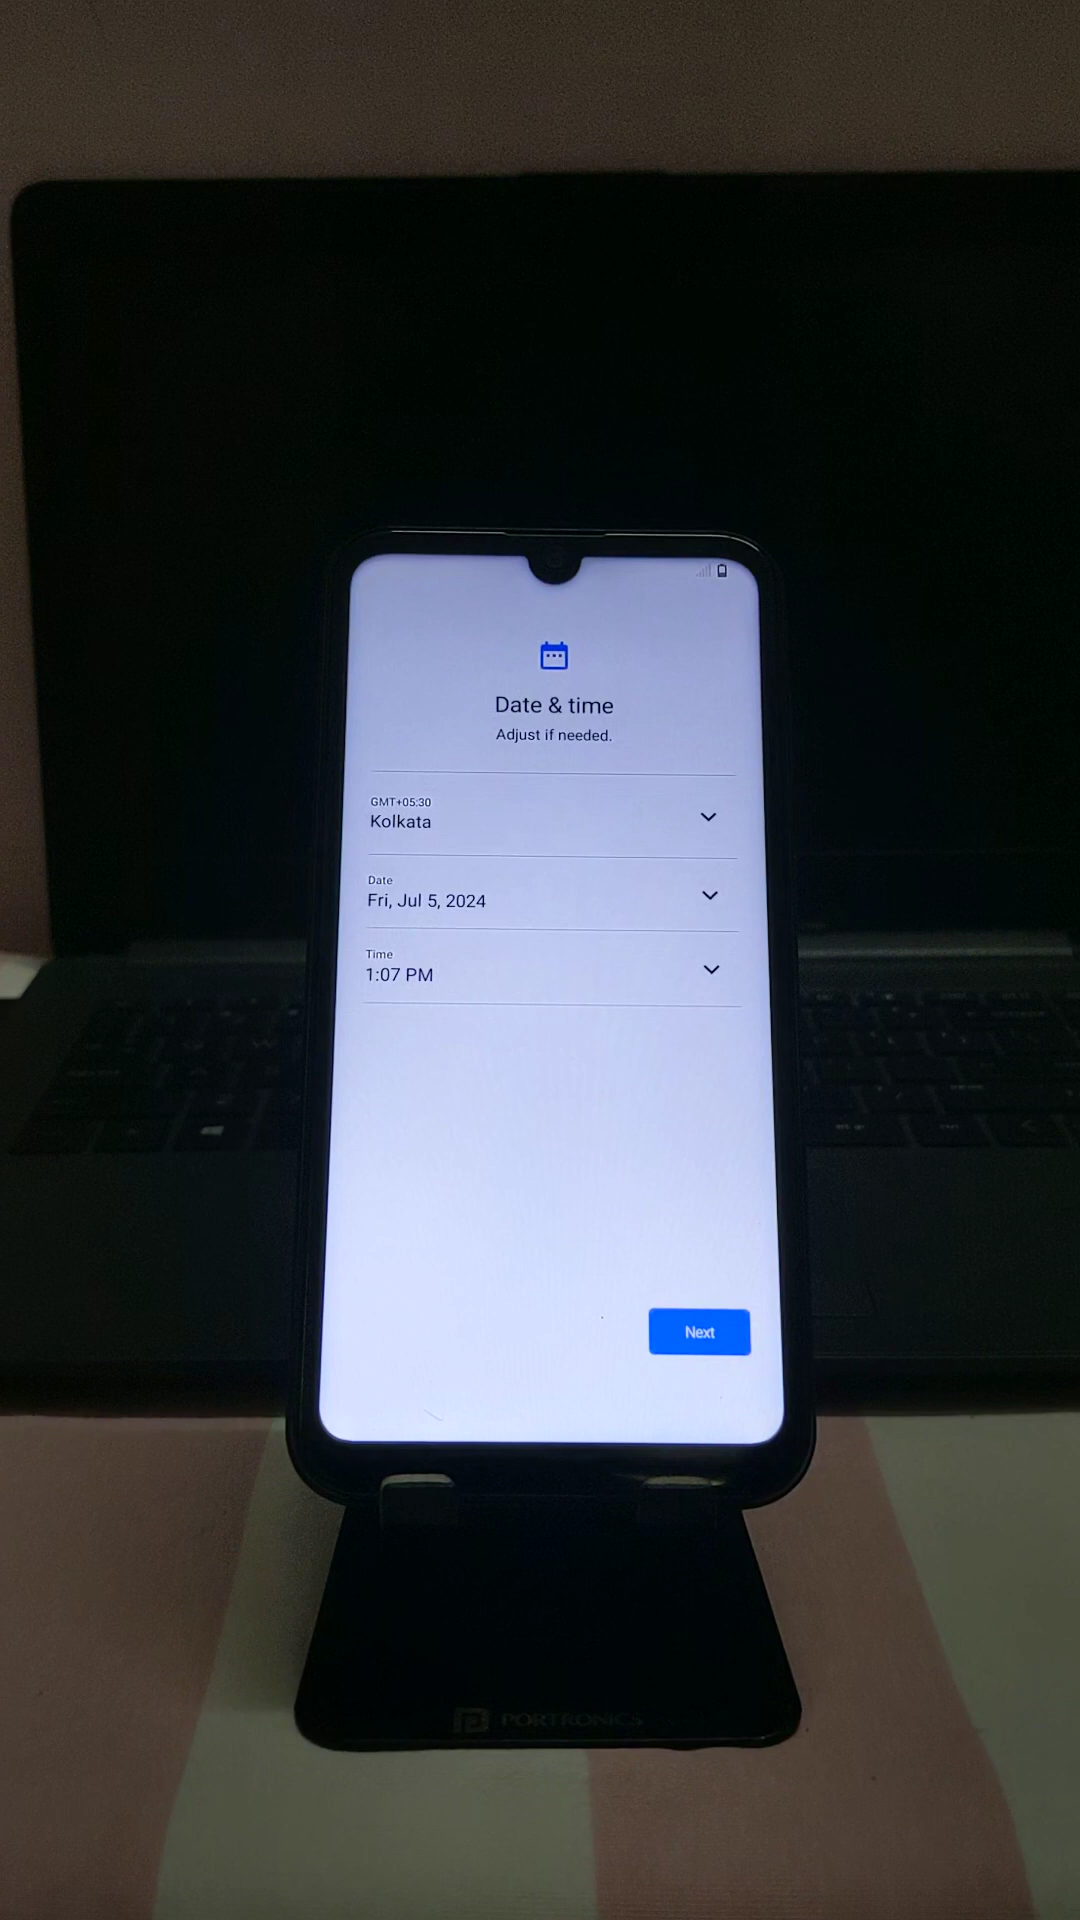 Date & time
Adjust if needed.
GMT+05:30
Kolkata
Date
Fri, Jul 5, 2024
Time
1:07 PM
Next
PORTRONICS